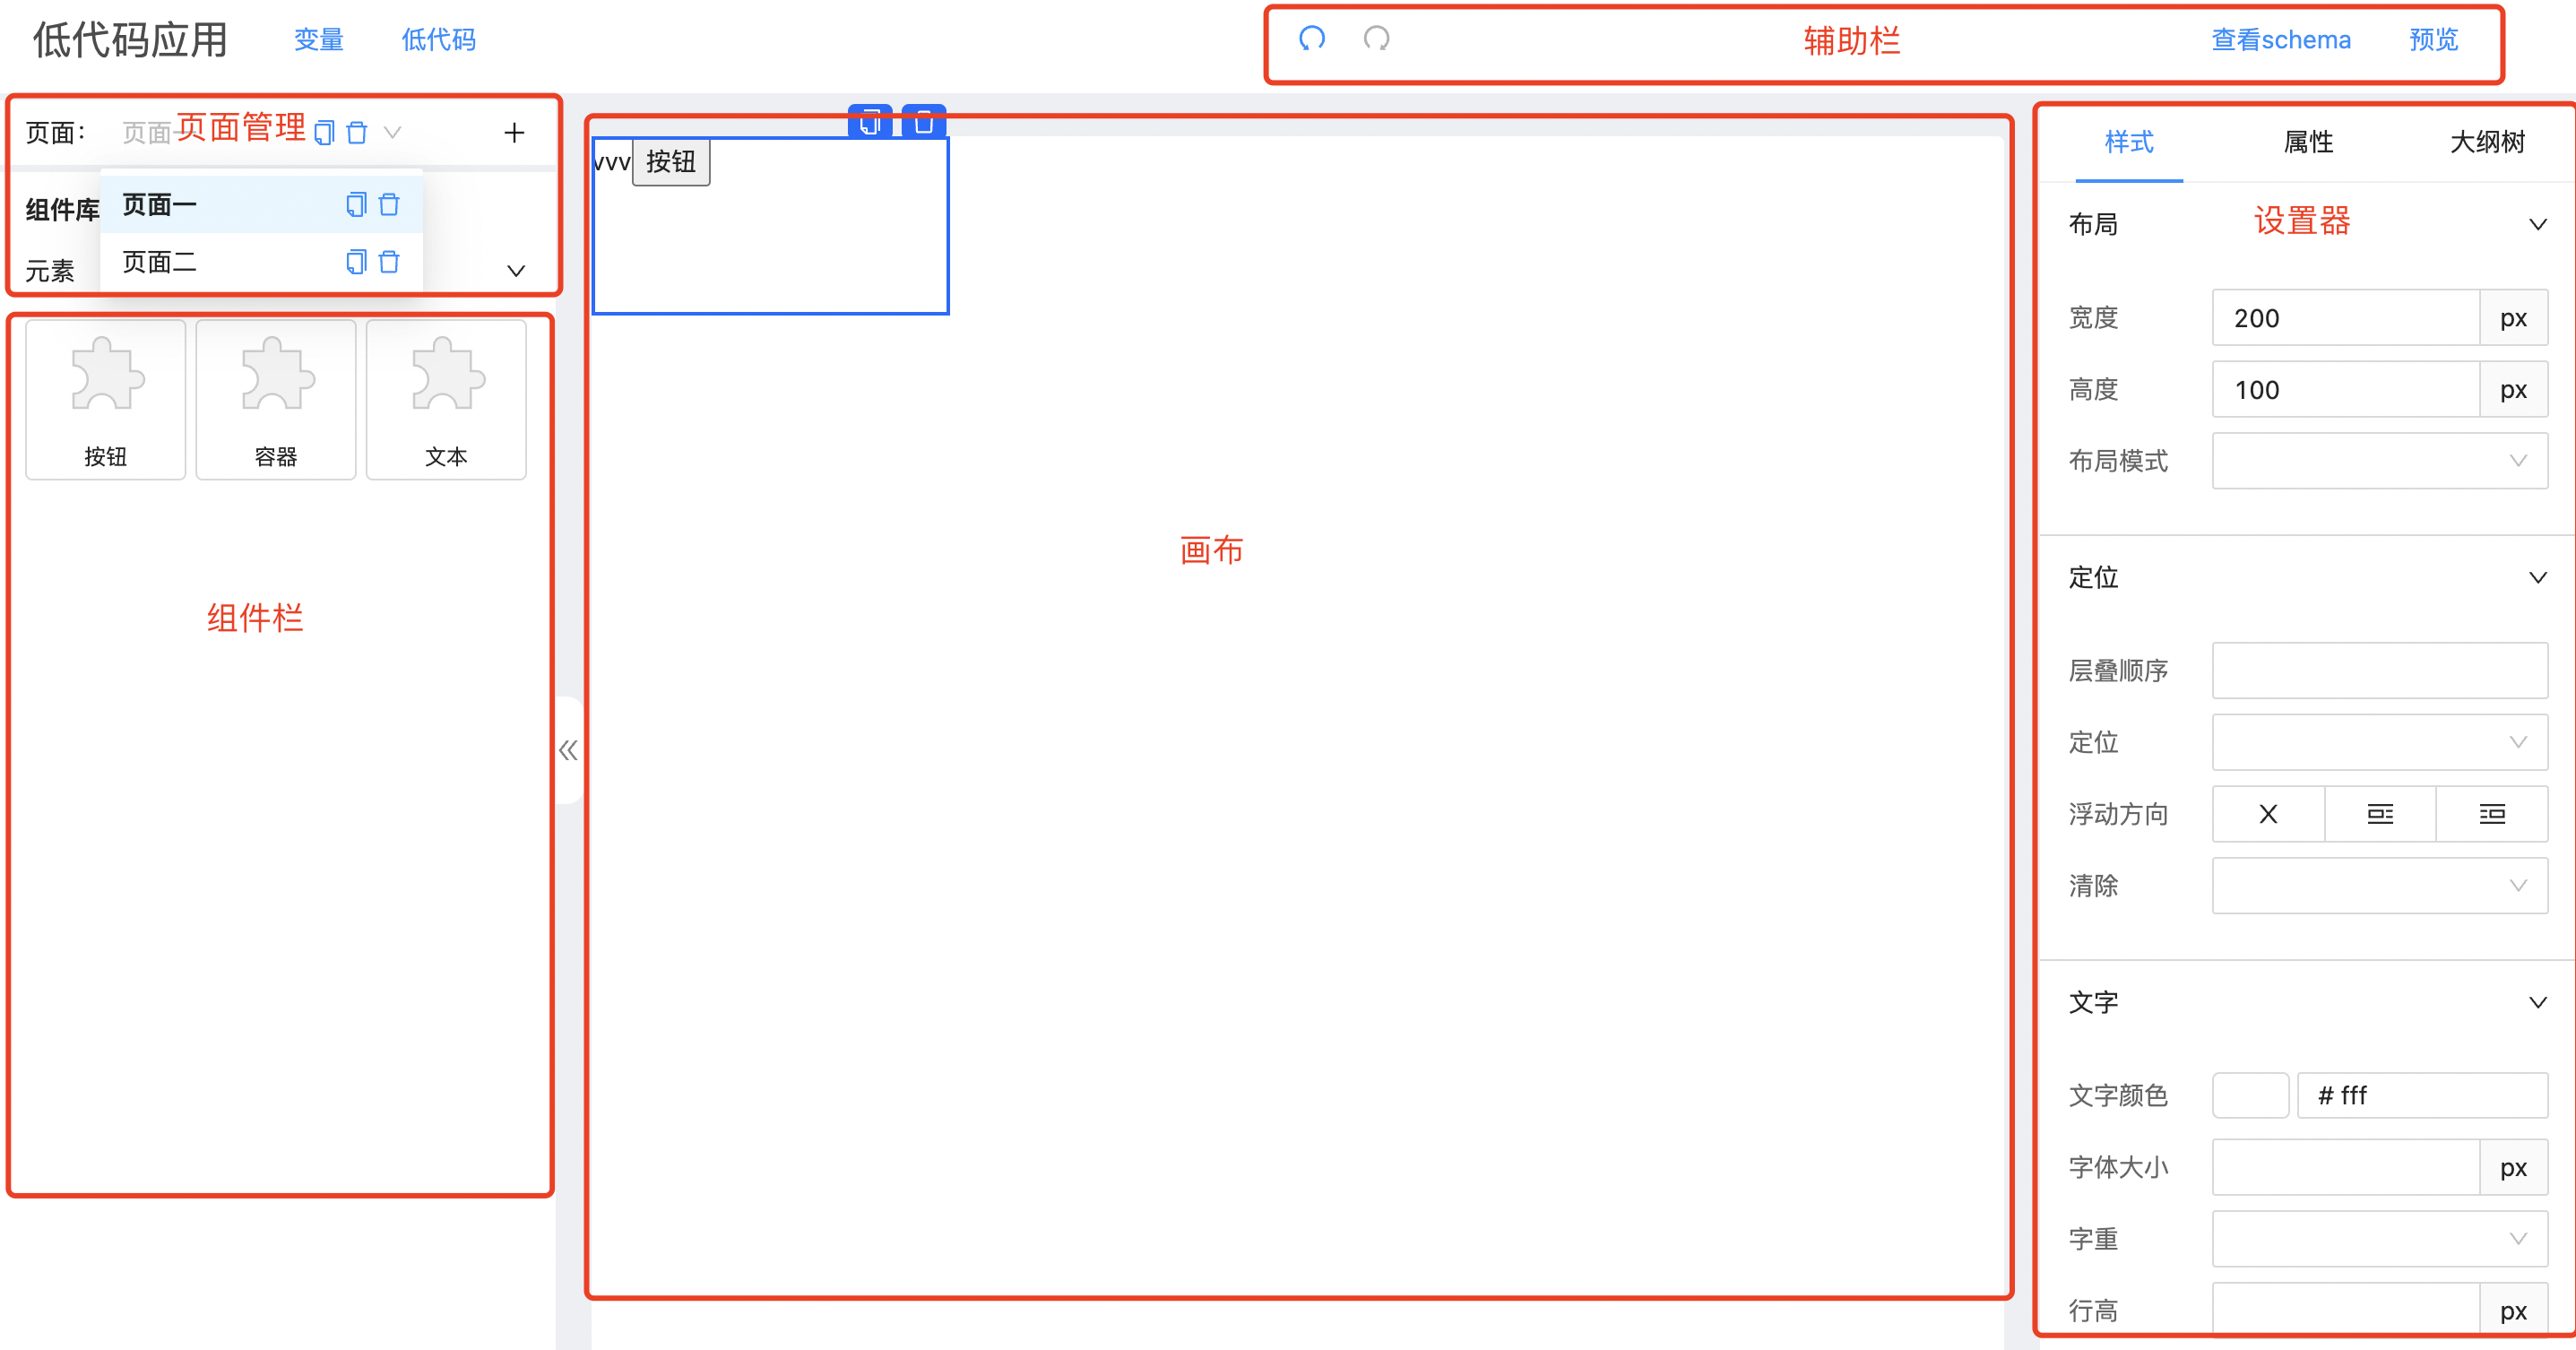 低代码应用 变量 低代码 辅助栏 查看schema 预览
页面： 页面一 页面管理
组件库
页面一
页面二
元素
按钮 容器 文本
组件栏
vvv 按钮
画布
样式 属性 大纲树
布局 设置器
宽度 200 px
高度 100 px
布局模式
定位
层叠顺序
定位
浮动方向 X
清除
文字
文字颜色 # fff
字体大小 px
字重
行高 px